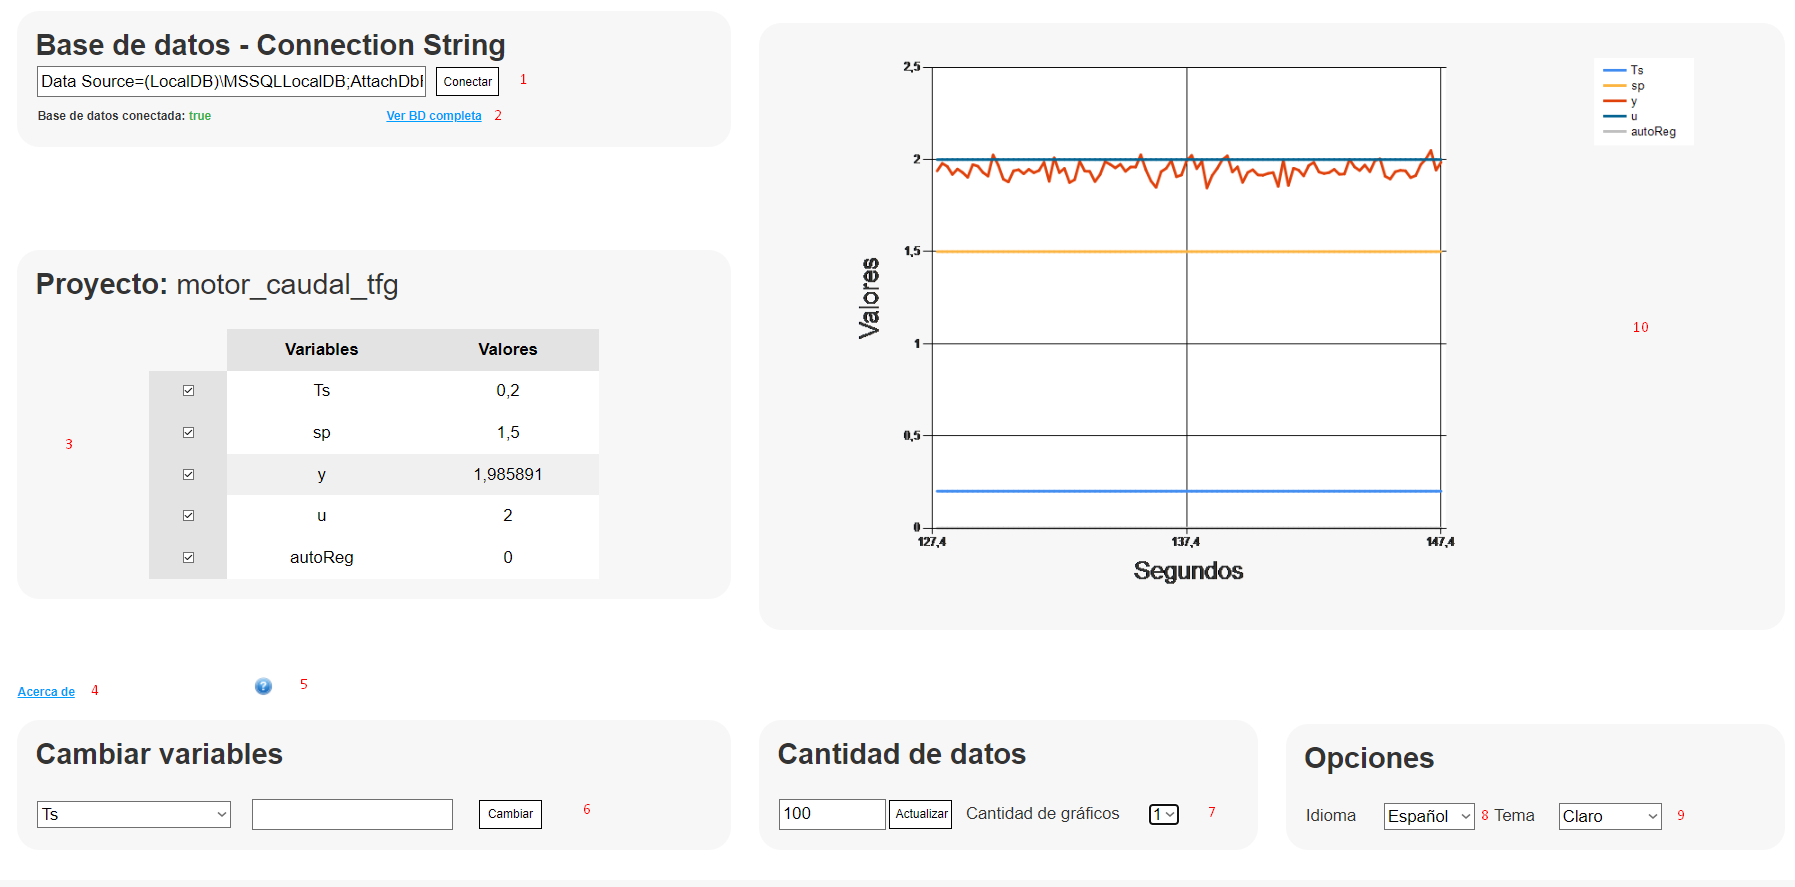 Base de datos - Connection String
Data Source=(LocalDB)\MSSQLLocalDB;AttachDbF
Conectar 1
Base de datos conectada: true
Ver BD completa 2
Proyecto: motor_caudal_tfg
Variables Valores
Ts 0,2
sp 1,5
3
y 1,985891
u 2
autoReg 0
2,5
2
1,5
1
0,5
0
127,4 137,4 147,4
Valores
Segundos
Ts
sp
y
u
autoReg
10
Acerca de 4
? 5
Cambiar variables
Ts
Cambiar 6
Cantidad de datos
100 Actualizar Cantidad de gráficos 1 7
Opciones
Idioma Español 8 Tema Claro 9